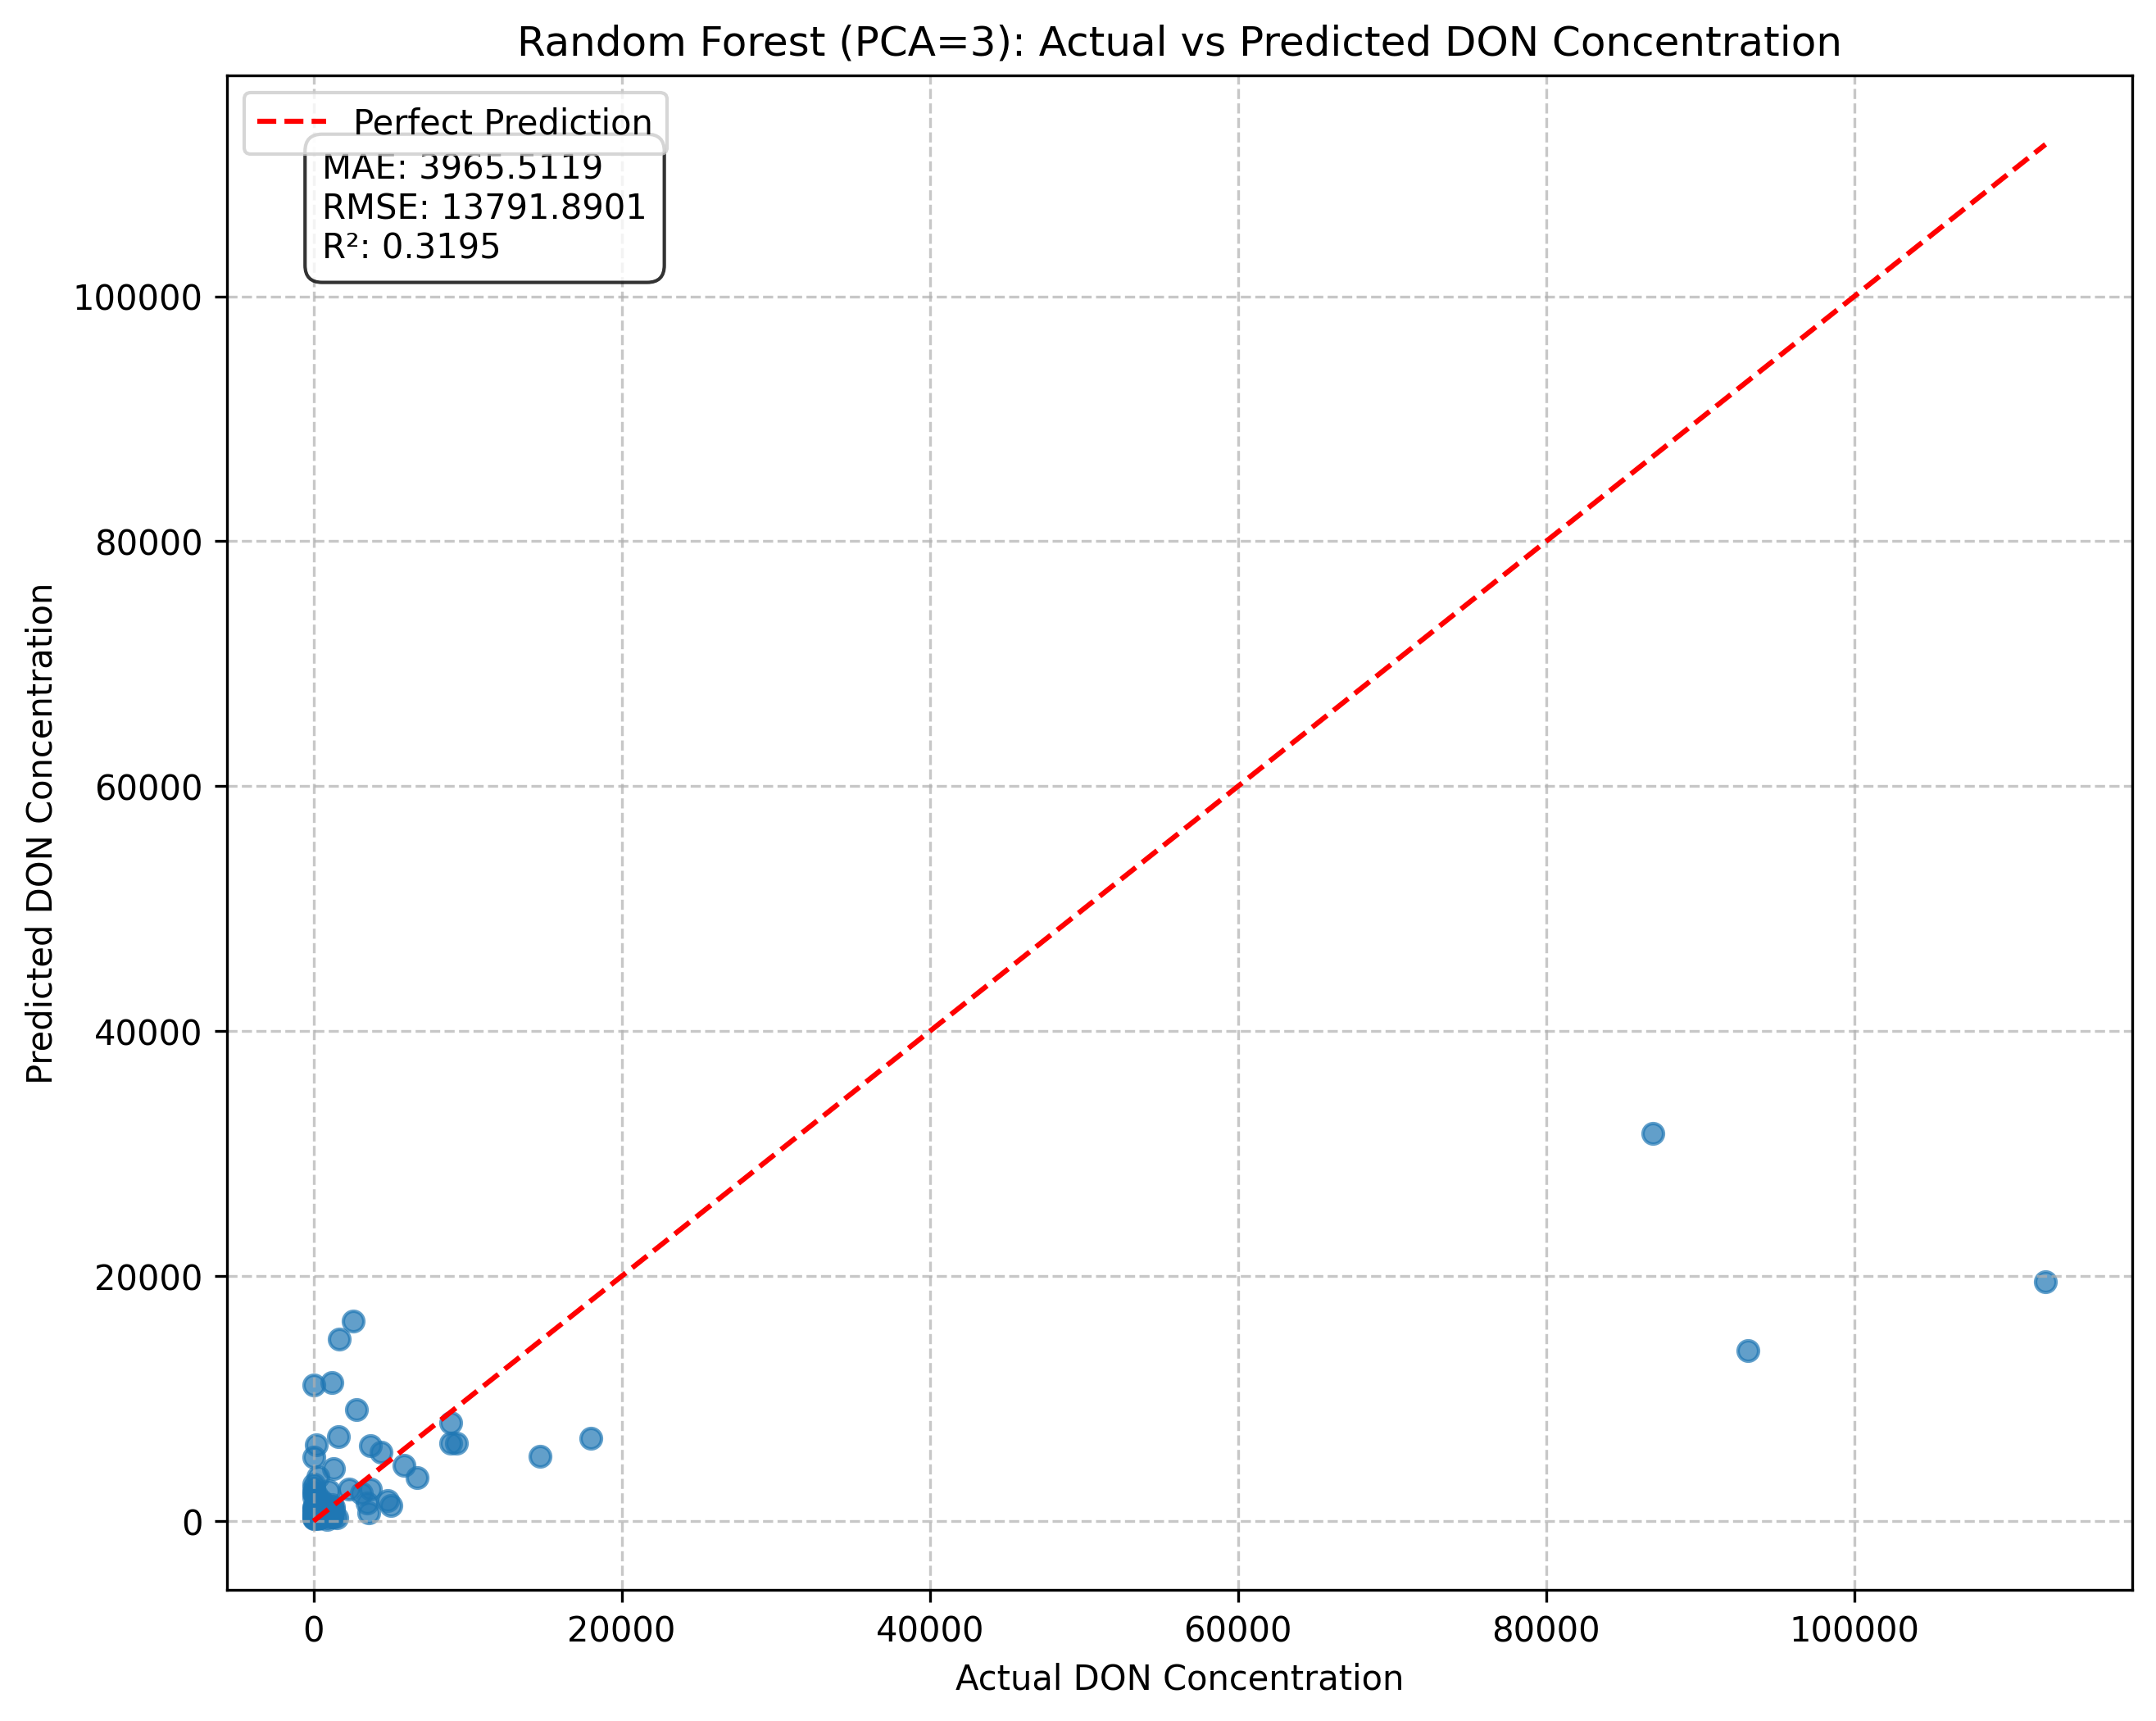 Random Forest (PCA=3): Actual vs Predicted DON Concentration
Perfect Prediction
MAE: 3965.5119
RMSE: 13791.8901
R²: 0.3195
Predicted DON Concentration
100000
80000
60000
40000
20000
0
0 20000 40000 60000 80000 100000
Actual DON Concentration